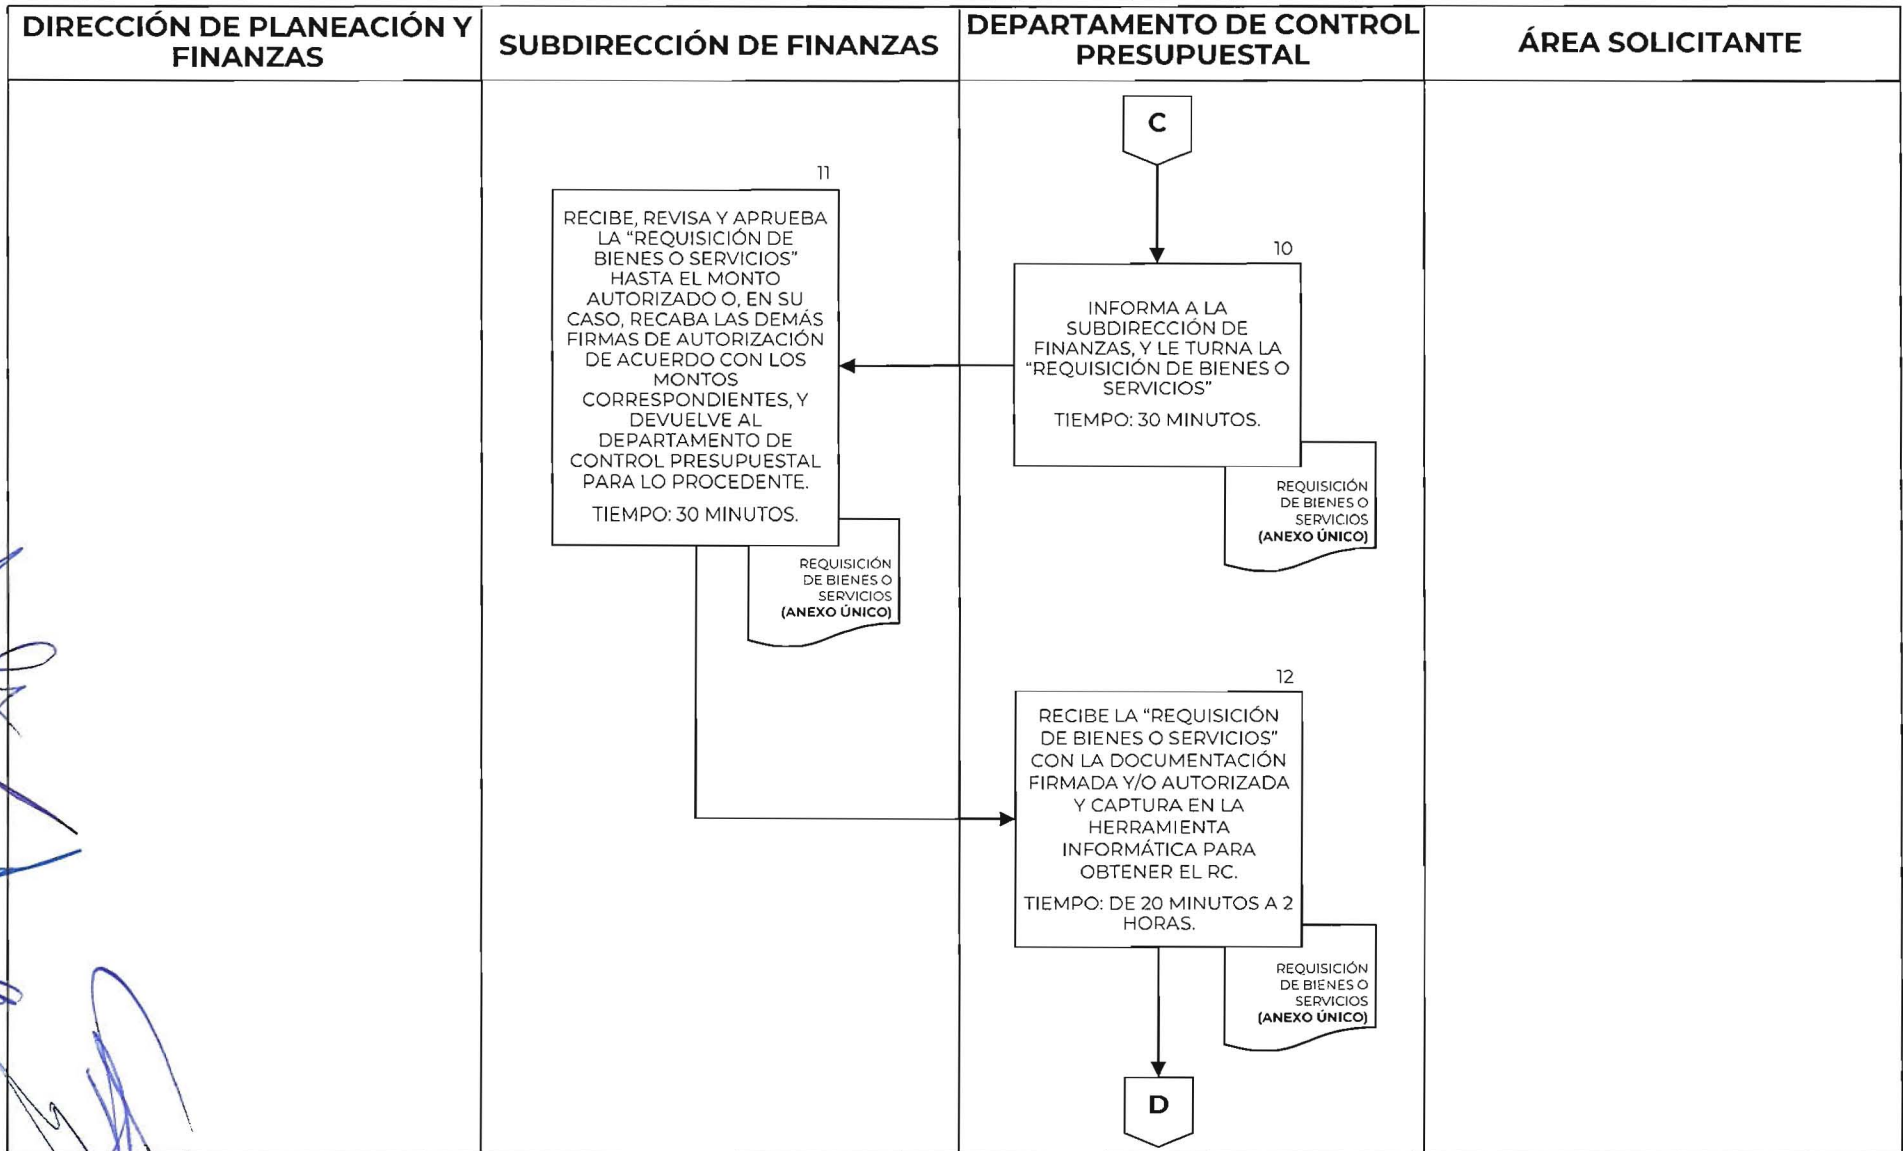 DIRECCIÓN DE PLANEACIÓN Y
FINANZAS
SUBDIRECCIÓN DE FINANZAS
DEPARTAMENTO DE CONTROL
PRESUPUESTAL
ÁREA SOLICITANTE
C
10
INFORMA A LA
SUBDIRECCIÓN DE
FINANZAS, Y LE TURNA LA
“REQUISICIÓN DE BIENES O
SERVICIOS”
TIEMPO: 30 MINUTOS.
REQUISICIÓN
DE BIENES O
SERVICIOS
(ANEXO ÚNICO)
11
RECIBE, REVISA Y APRUEBA
LA “REQUISICIÓN DE
BIENES O SERVICIOS”
HASTA EL MONTO
AUTORIZADO O, EN SU
CASO, RECABA LAS DEMÁS
FIRMAS DE AUTORIZACIÓN
DE ACUERDO CON LOS
MONTOS
CORRESPONDIENTES, Y
DEVUELVE AL
DEPARTAMENTO DE
CONTROL PRESUPUESTAL
PARA LO PROCEDENTE.
TIEMPO: 30 MINUTOS.
REQUISICIÓN
DE BIENES O
SERVICIOS
(ANEXO ÚNICO)
12
RECIBE LA “REQUISICIÓN
DE BIENES O SERVICIOS”
CON LA DOCUMENTACIÓN
FIRMADA Y/O AUTORIZADA
Y CAPTURA EN LA
HERRAMIENTA
INFORMÁTICA PARA
OBTENER EL RC.
TIEMPO: DE 20 MINUTOS A 2
HORAS.
REQUISICIÓN
DE BIENES O
SERVICIOS
(ANEXO ÚNICO)
D